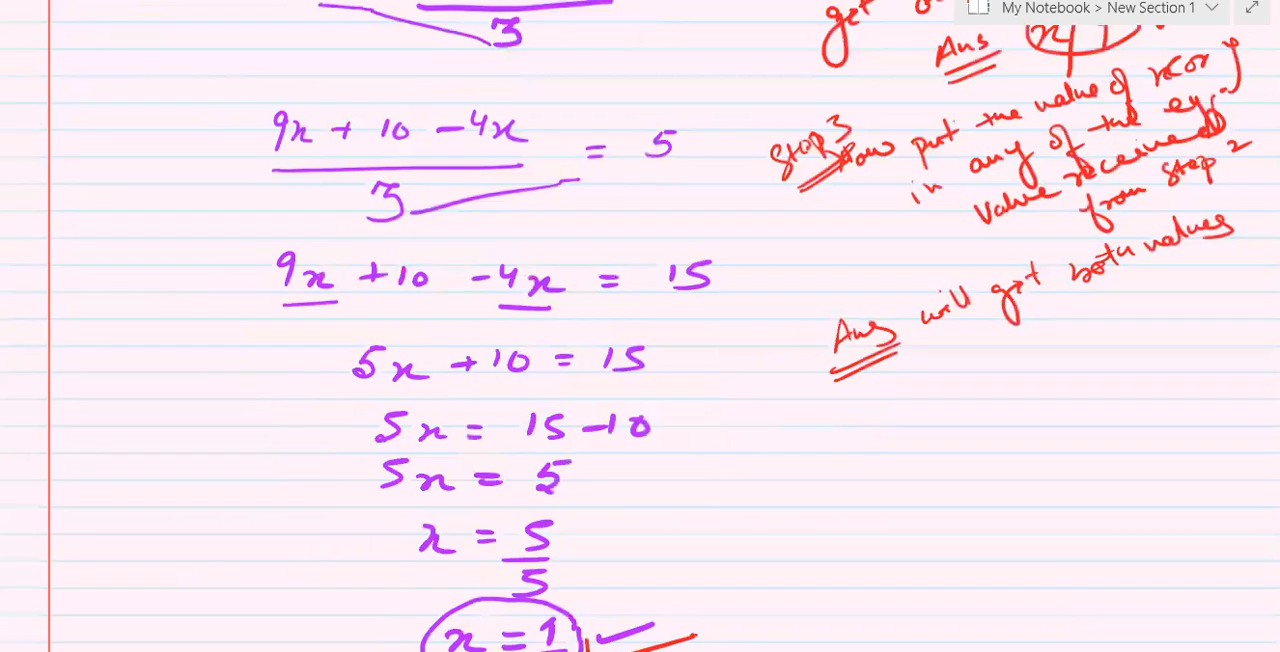 My Notebook > New Section 1
3
9x + 10 - 4x
= 5
3
9x + 10 - 4x = 15
5x + 10 = 15
5x = 15 - 10
5x = 5
x = 5
5
x = 1
get
Ans
Step 3
Now put the value of x (or y
in any of the eq
value received
from step 2
Ans will get both values